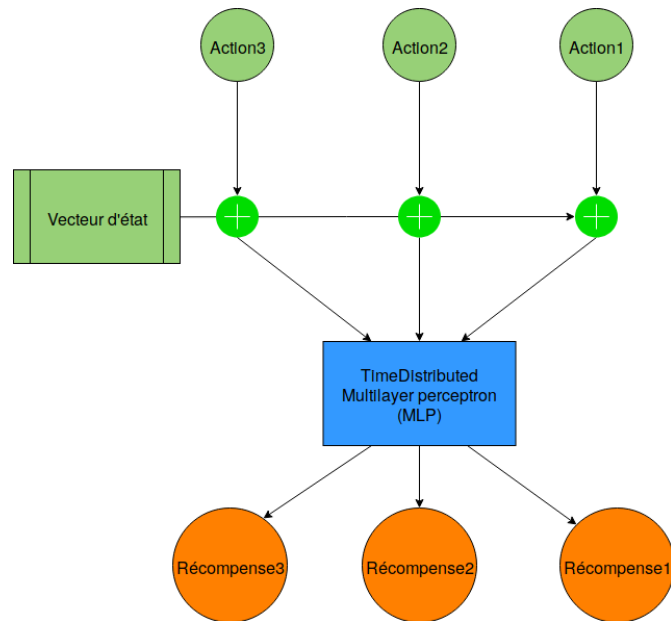 Action3
Action2
Action1
Vecteur d'état
TimeDistributed
Multilayer perceptron
(MLP)
Récompense3
Récompense2
Récompense1